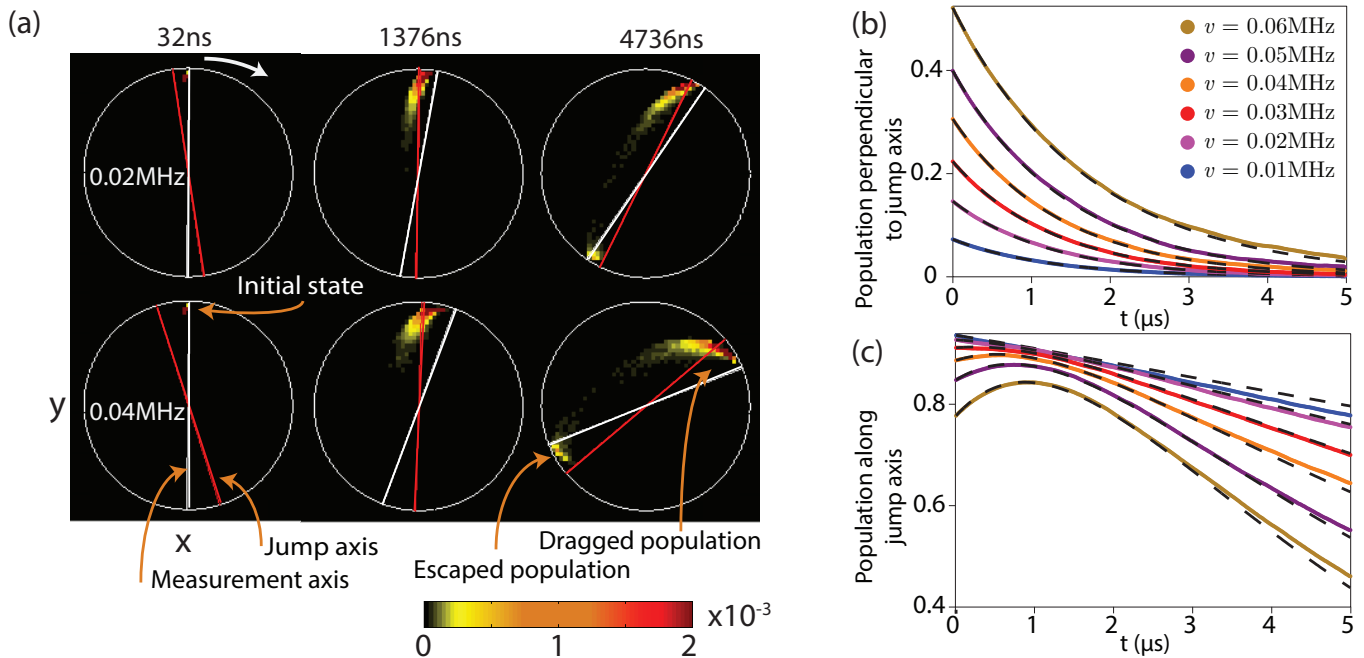 (a)
32ns
1376ns
4736ns
0.02MHz
Initial state
0.04MHz
y
x
Jump axis
Measurement axis
Escaped population
Dragged population
0
1
2
x10⁻³
(b)
Population perpendicular
to jump axis
0.4
0.2
0
v = 0.06MHz
v = 0.05MHz
v = 0.04MHz
v = 0.03MHz
v = 0.02MHz
v = 0.01MHz
0 1 2 3 4 5
t (μs)
(c)
Population along
jump axis
0.8
0.6
0.4
0 1 2 3 4 5
t (μs)